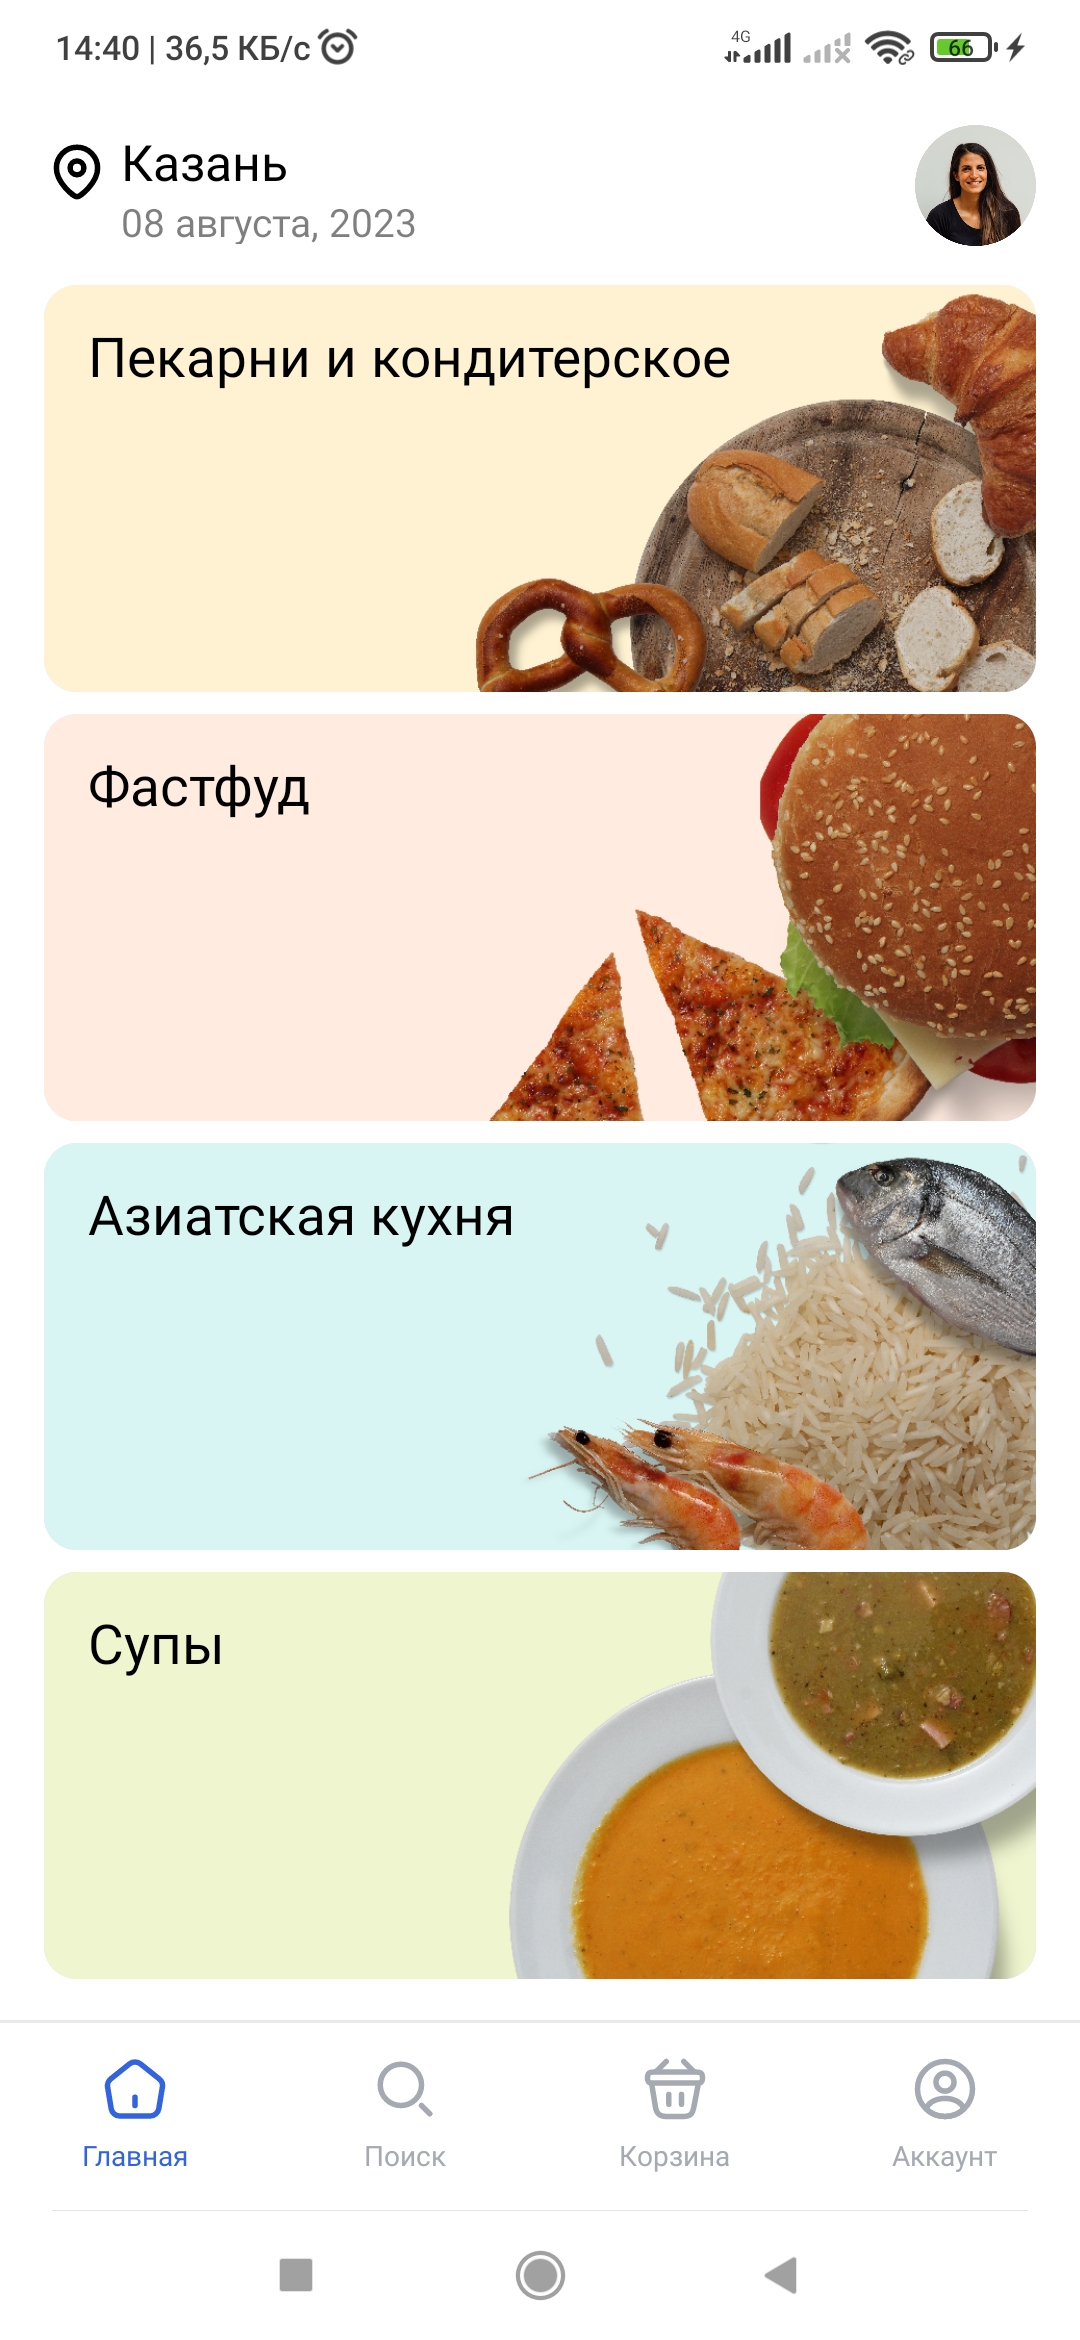 14:40 | 36,5 КБ/с
4G
66
Казань
08 августа, 2023
Пекарни и кондитерское
Фастфуд
Азиатская кухня
Супы
Главная
Поиск
Корзина
Аккаунт